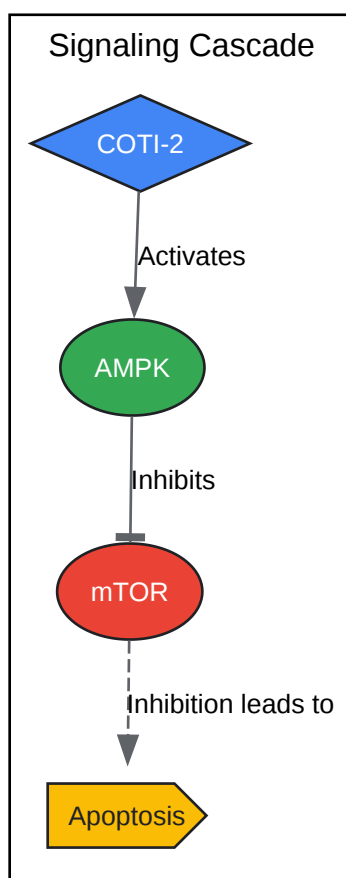 Signaling Cascade
COTI-2
Activates
AMPK
Inhibits
mTOR
Inhibition leads to
Apoptosis